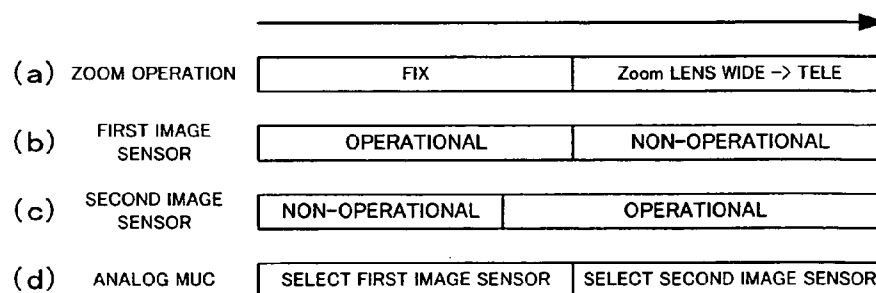 (a) ZOOM OPERATION FIX Zoom LENS WIDE -> TELE
(b) FIRST IMAGE SENSOR OPERATIONAL NON-OPERATIONAL
(c) SECOND IMAGE SENSOR NON-OPERATIONAL OPERATIONAL
(d) ANALOG MUC SELECT FIRST IMAGE SENSOR SELECT SECOND IMAGE SENSOR